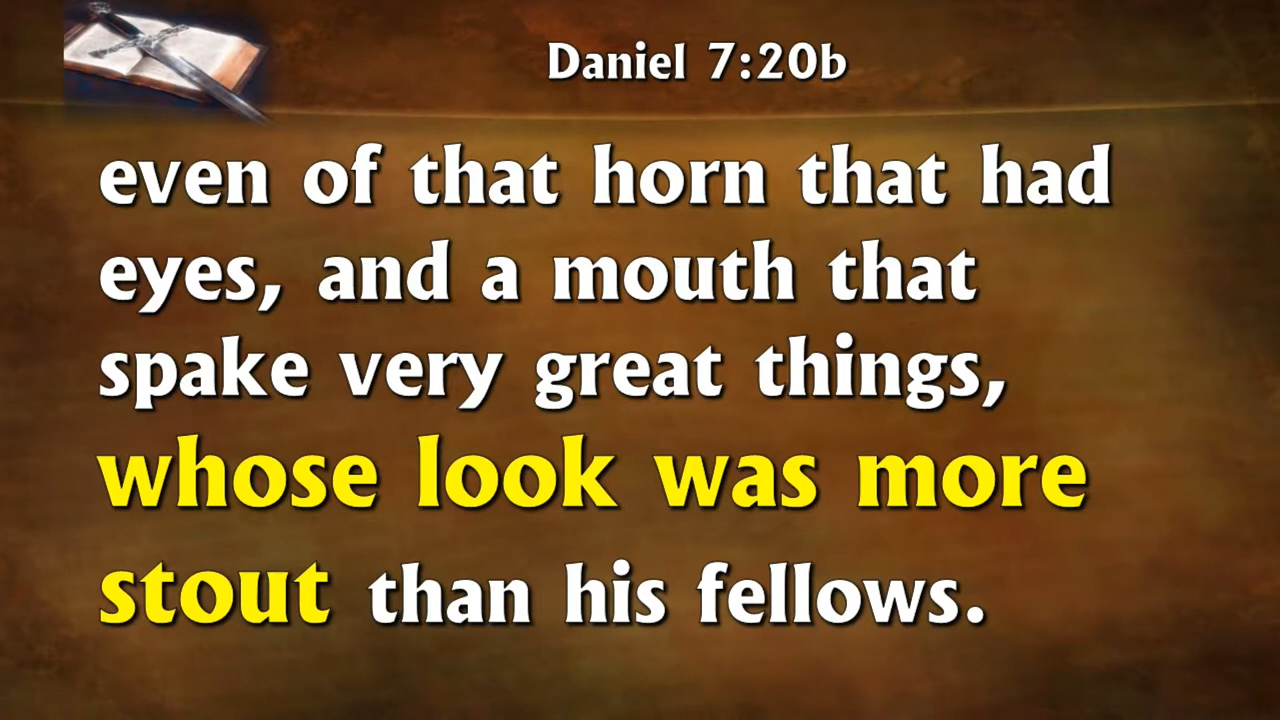 Daniel 7:20b
even of that horn that had
eyes, and a mouth that
spake very great things,
whose look was more
stout than his fellows.